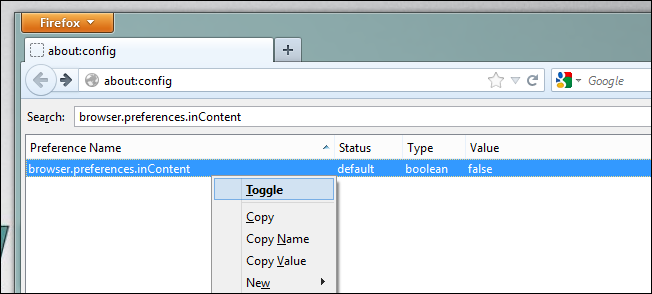 Firefox
about:config
about:config
Google
Search: browser.preferences.inContent
Preference Name Status Type Value
browser.preferences.inContent default boolean false
Toggle
Copy
Copy Name
Copy Value
New